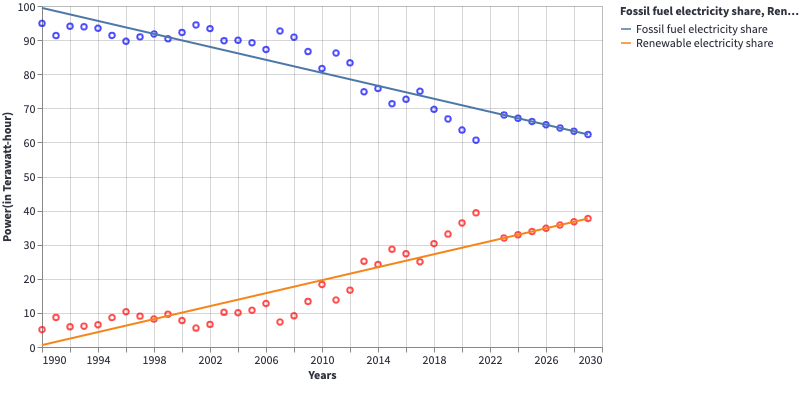 Fossil fuel electricity share, Ren...
Fossil fuel electricity share
Renewable electricity share
Power(in Terawatt-hour)
100
90
80
70
60
50
40
30
20
10
0
1990 1994 1998 2002 2006 2010 2014 2018 2022 2026 2030
Years